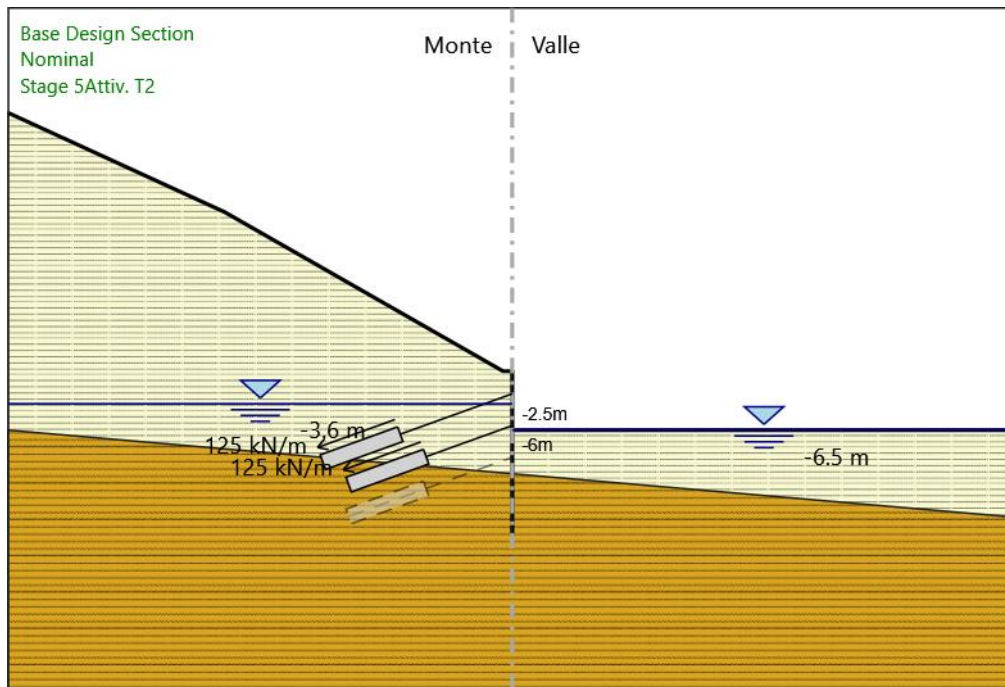 Base Design Section
Nominal
Stage 5Attiv. T2
Monte
Valle
-2.5m
-3,6 m
125 kN/m
-6m
-6.5 m
125 kN/m